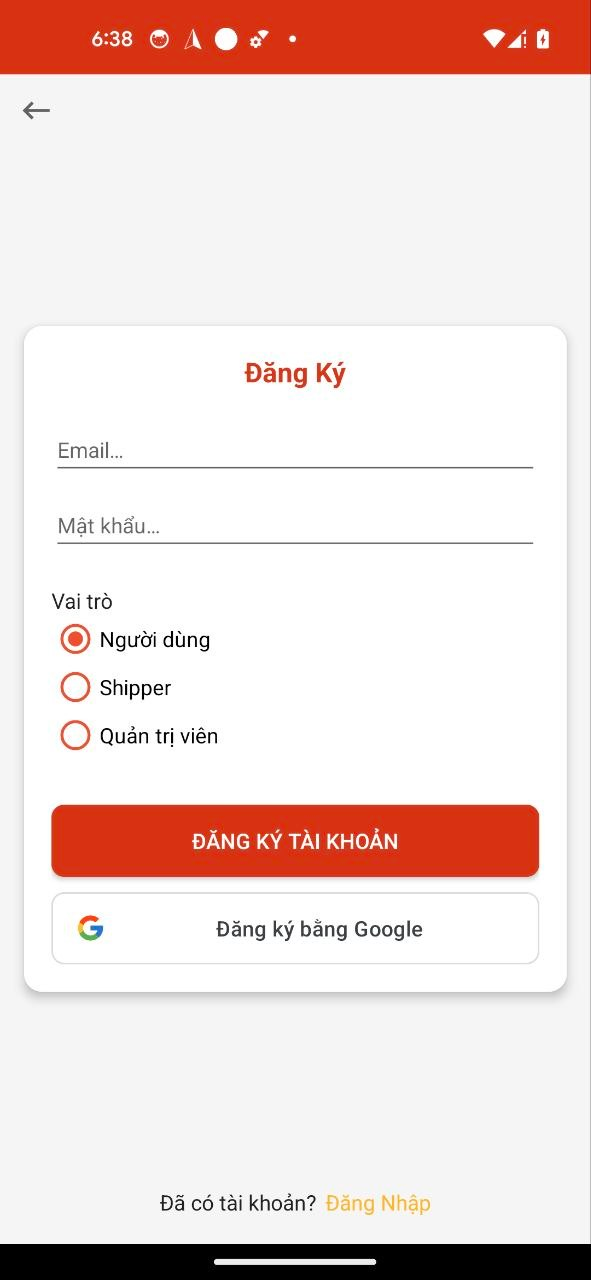 6:38
Đăng Ký
Email...
Mật khẩu...
Vai trò
Người dùng
Shipper
Quản trị viên
ĐĂNG KÝ TÀI KHOẢN
Đăng ký bằng Google
Đã có tài khoản? Đăng Nhập